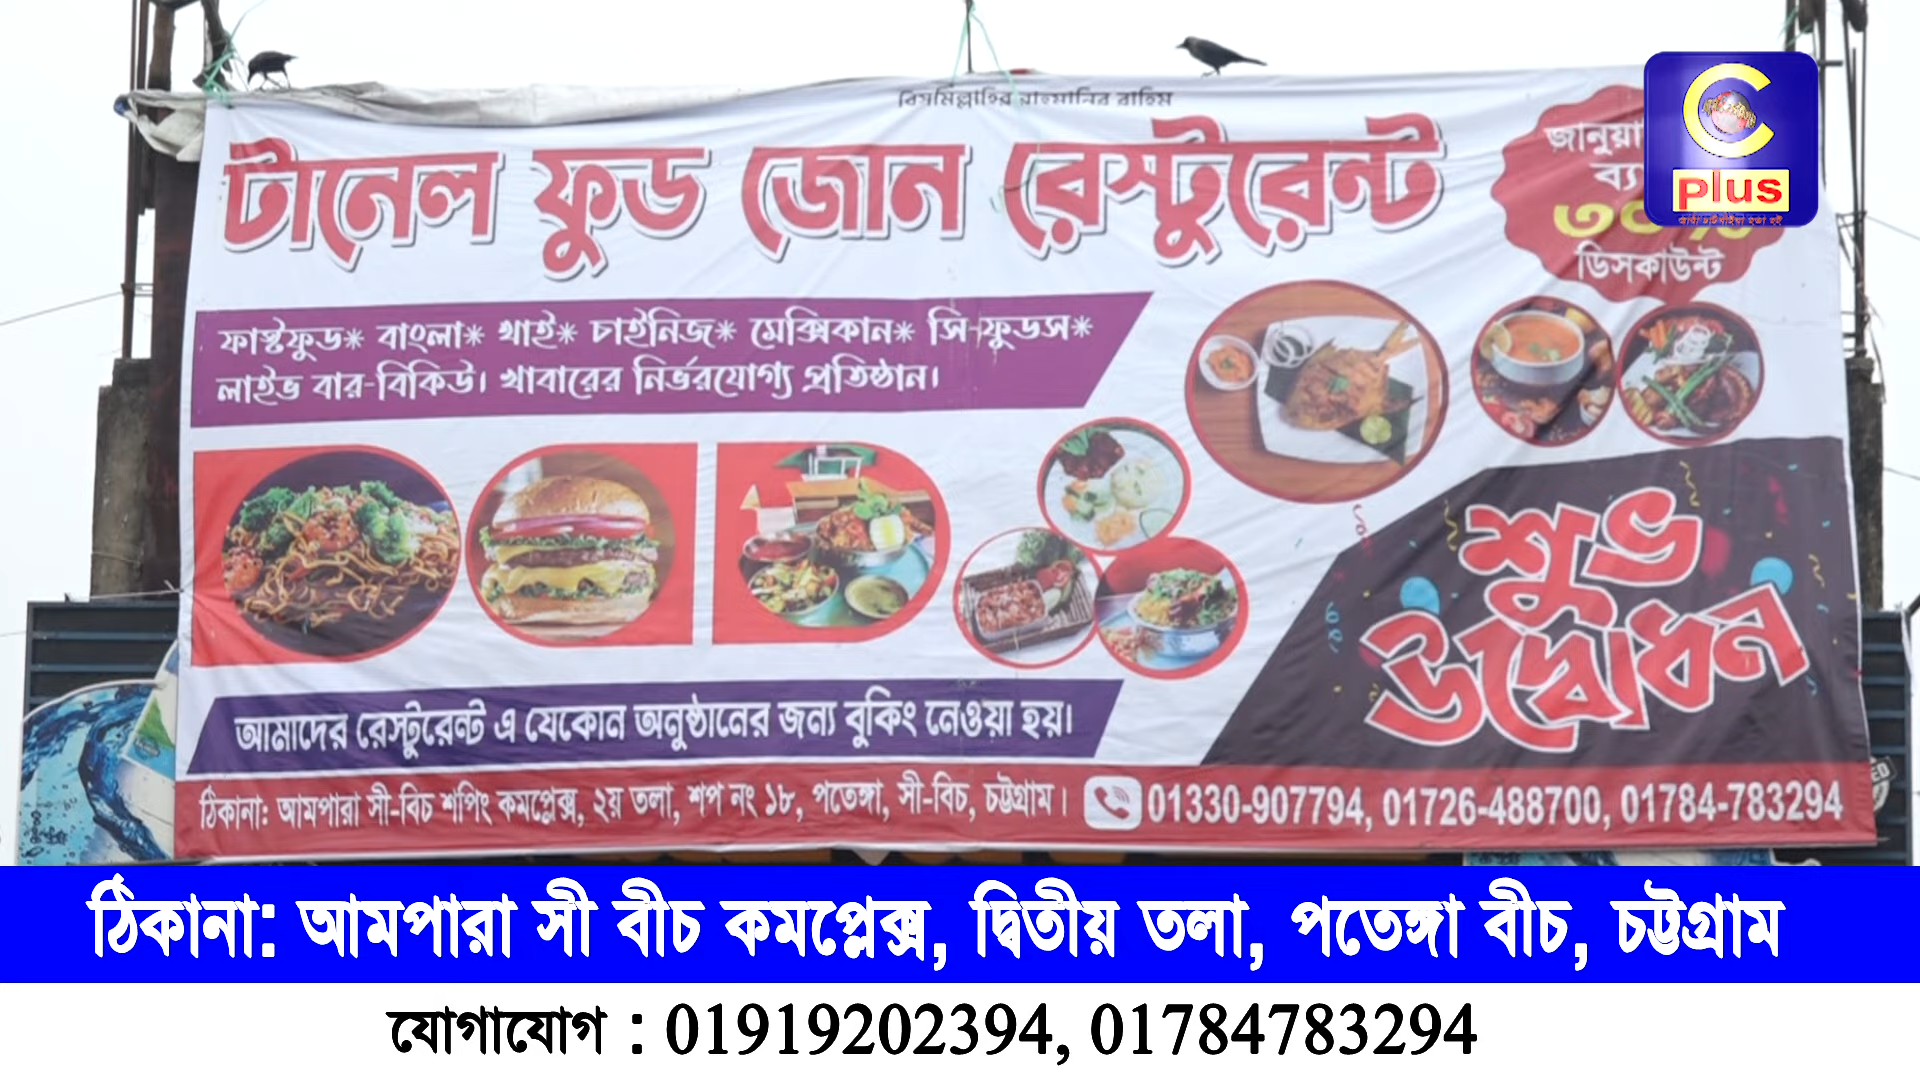 বিসমিল্লাহির রাহমানির রাহিম
টানেল ফুড জোন রেস্টুরেন্ট
ডিসকাউন্ট
C
plus
ফাস্টফুড* বাংলা* থাই* চাইনিজ* মেক্সিকান* সি-ফুডস*
লাইভ বার-বিকিউ। খাবারের নির্ভরযোগ্য প্রতিষ্ঠান।
শুভ
উদ্বোধন
আমাদের রেস্টুরেন্ট এ যেকোন অনুষ্ঠানের জন্য বুকিং নেওয়া হয়।
ঠিকানা: আমপারা সী-বিচ শপিং কমপ্লেক্স, ২য় তলা, শপ নং ১৮, পতেঙ্গা, সী-বিচ, চট্টগ্রাম। 01330-907794, 01726-488700, 01784-783294
ঠিকানা: আমপারা সী বীচ কমপ্লেক্স, দ্বিতীয় তলা, পতেঙ্গা বীচ, চট্টগ্রাম
যোগাযোগ : 01919202394, 01784783294